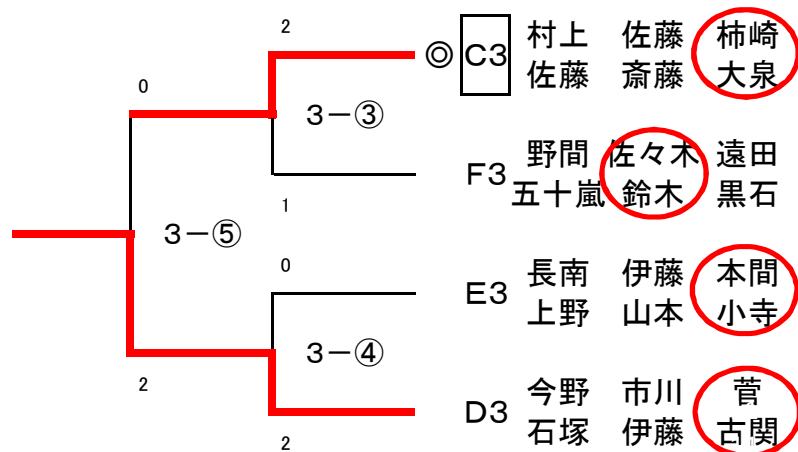 2
◎ C3 村上 佐藤 柿崎
佐藤 斎藤 大泉
0
3－③
F3 野間 佐々木 遠田
五十嵐 鈴木 黒石
1
3－⑤
0
E3 長南 伊藤 本間
上野 山本 小寺
3－④
2
D3 今野 市川 菅
石塚 伊藤 古関
2